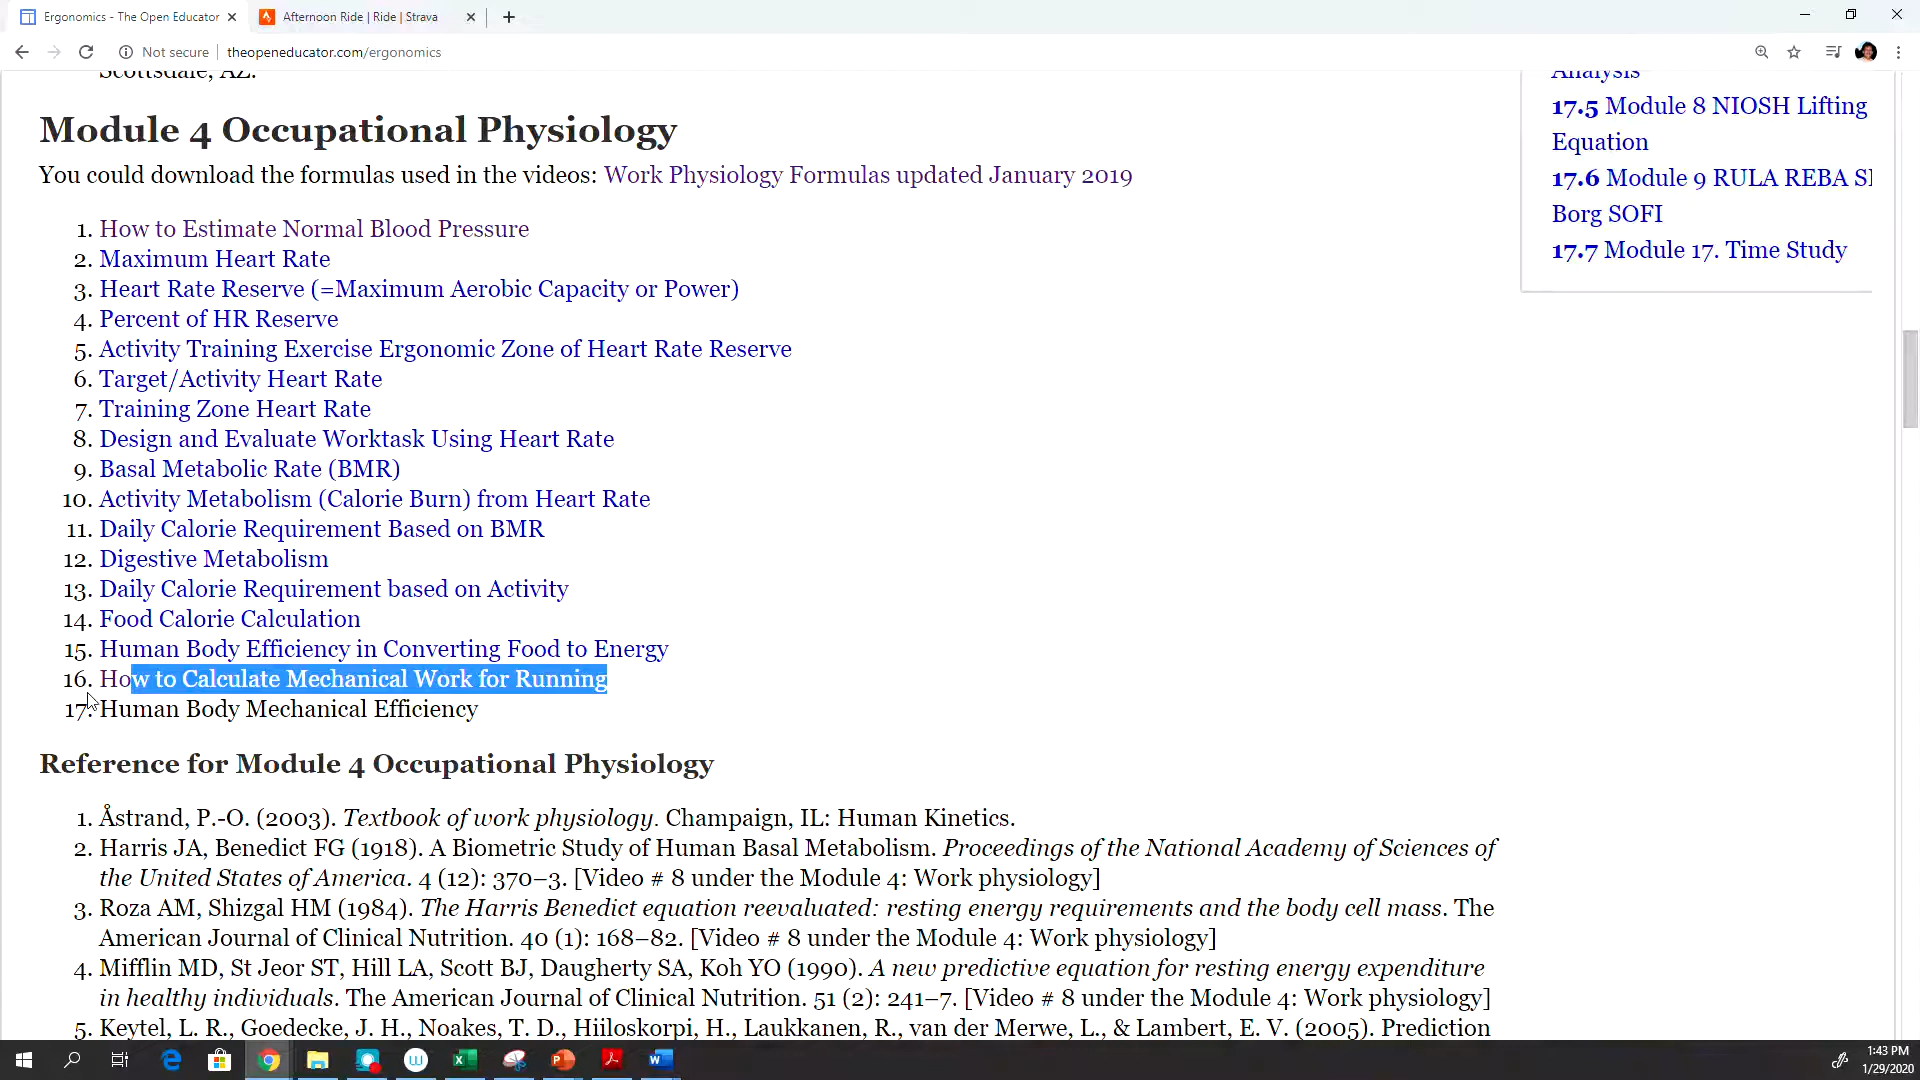 Ergonomics - The Open Educator
Afternoon Ride | Ride | Strava
Not secure
theopeneducator.com/ergonomics
Scottsdale, AZ.
Module 4 Occupational Physiology
You could download the formulas used in the videos: Work Physiology Formulas updated January 2019
1. How to Estimate Normal Blood Pressure
2. Maximum Heart Rate
3. Heart Rate Reserve (=Maximum Aerobic Capacity or Power)
4. Percent of HR Reserve
5. Activity Training Exercise Ergonomic Zone of Heart Rate Reserve
6. Target/Activity Heart Rate
7. Training Zone Heart Rate
8. Design and Evaluate Worktask Using Heart Rate
9. Basal Metabolic Rate (BMR)
10. Activity Metabolism (Calorie Burn) from Heart Rate
11. Daily Calorie Requirement Based on BMR
12. Digestive Metabolism
13. Daily Calorie Requirement based on Activity
14. Food Calorie Calculation
15. Human Body Efficiency in Converting Food to Energy
16. How to Calculate Mechanical Work for Running
17. Human Body Mechanical Efficiency
Reference for Module 4 Occupational Physiology
1. Åstrand, P.-O. (2003). Textbook of work physiology. Champaign, IL: Human Kinetics.
2. Harris JA, Benedict FG (1918). A Biometric Study of Human Basal Metabolism. Proceedings of the National Academy of Sciences of
the United States of America. 4 (12): 370–3. [Video # 8 under the Module 4: Work physiology]
3. Roza AM, Shizgal HM (1984). The Harris Benedict equation reevaluated: resting energy requirements and the body cell mass. The
American Journal of Clinical Nutrition. 40 (1): 168–82. [Video # 8 under the Module 4: Work physiology]
4. Mifflin MD, St Jeor ST, Hill LA, Scott BJ, Daugherty SA, Koh YO (1990). A new predictive equation for resting energy expenditure
in healthy individuals. The American Journal of Clinical Nutrition. 51 (2): 241–7. [Video # 8 under the Module 4: Work physiology]
5. Keytel, L. R., Goedecke, J. H., Noakes, T. D., Hiiloskorpi, H., Laukkanen, R., van der Merwe, L., & Lambert, E. V. (2005). Prediction
Analysis
17.5 Module 8 NIOSH Lifting
Equation
17.6 Module 9 RULA REBA SI
Borg SOFI
17.7 Module 17. Time Study
1:43 PM
1/29/2020